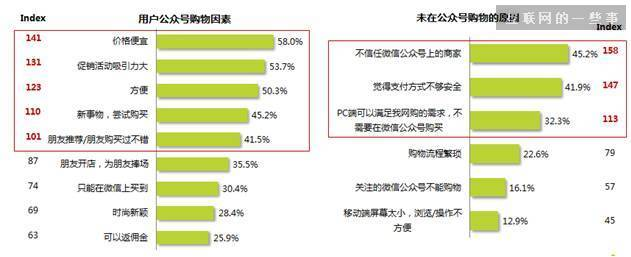 互联网的一些事
Index
用户公众号购物因素
141
价格便宜
58.0%
131
促销活动吸引力大
53.7%
123
方便
50.3%
110
新事物，尝试购买
45.2%
101
朋友推荐/朋友购买过不错
41.5%
87
朋友开店，为朋友捧场
35.5%
74
只能在微信上买到
30.4%
69
时尚新颖
28.4%
63
可以返佣金
25.9%
未在公众号购物的原因
Index
不信任微信公众号上的商家
45.2%
158
觉得支付方式不够安全
41.9%
147
PC端可以满足我网购的需求，不
需要在微信公众号购买
32.3%
113
购物流程繁琐
22.6%
79
关注的微信公众号不能购物
16.1%
57
移动端屏幕太小，浏览/操作不
方便
12.9%
45